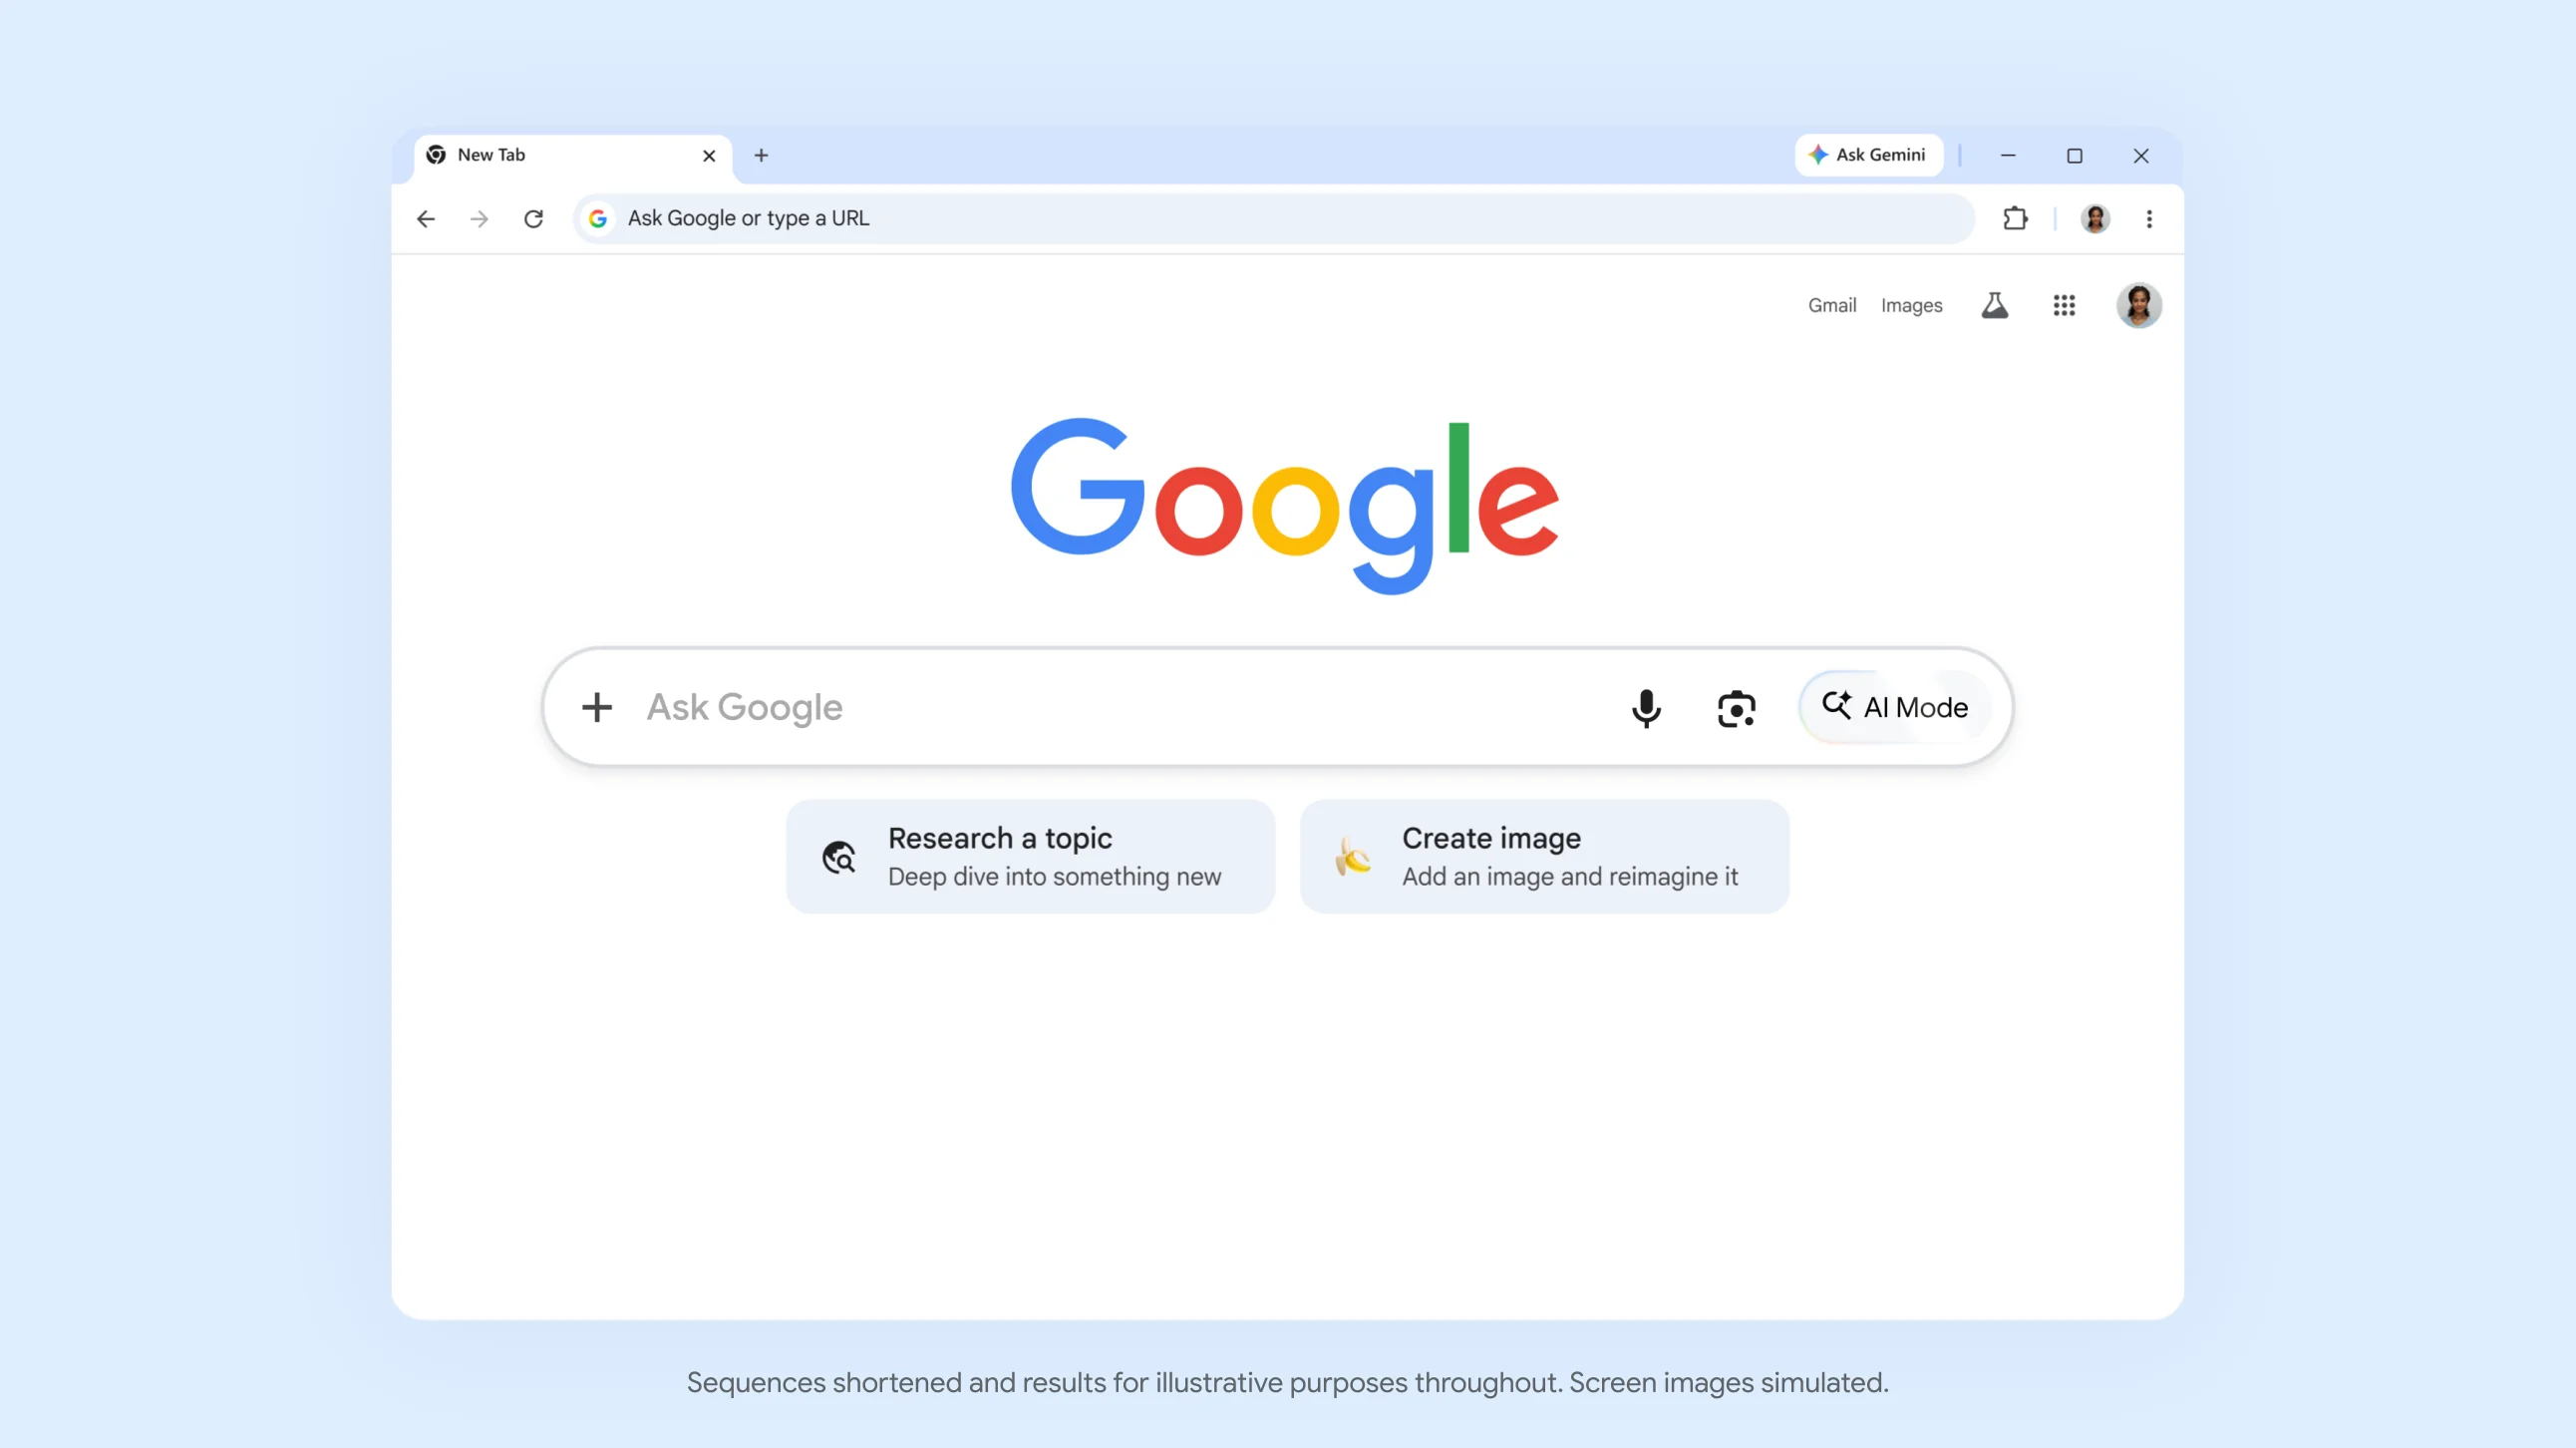 New Tab
Ask Gemini
Ask Google or type a URL
Gmail Images
Google
Ask Google
AI Mode
Research a topic
Deep dive into something new
Create image
Add an image and reimagine it
Sequences shortened and results for illustrative purposes throughout. Screen images simulated.